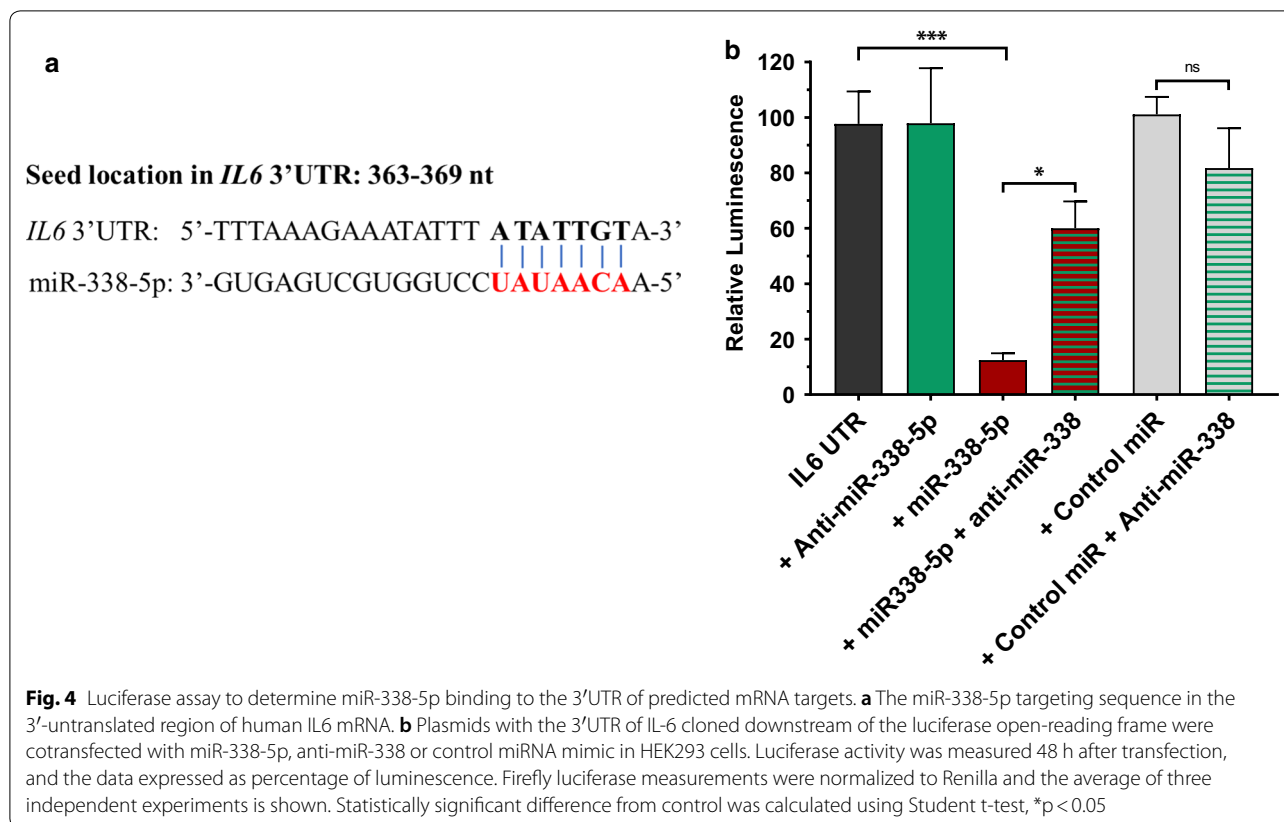 a
Seed location in IL6 3’UTR: 363-369 nt
IL6 3’UTR: 5’-TTTAAAGAAATATTT ATATTGTA-3’
miR-338-5p: 3’-GUGAGUCGUGGUCCUAUAACAA-5’
b
***
*
ns
Relative Luminescence
120
100
80
60
40
20
0
IL6 UTR
+ Anti-miR-338-5p
+ miR-338-5p
+ miR338-5p + anti-miR-338
+ Control miR
+ Control miR + Anti-miR-338
Fig. 4 Luciferase assay to determine miR-338-5p binding to the 3′UTR of predicted mRNA targets. a The miR-338-5p targeting sequence in the
3′-untranslated region of human IL6 mRNA. b Plasmids with the 3′UTR of IL-6 cloned downstream of the luciferase open-reading frame were
cotransfected with miR-338-5p, anti-miR-338 or control miRNA mimic in HEK293 cells. Luciferase activity was measured 48 h after transfection,
and the data expressed as percentage of luminescence. Firefly luciferase measurements were normalized to Renilla and the average of three
independent experiments is shown. Statistically significant difference from control was calculated using Student t-test, *p < 0.05